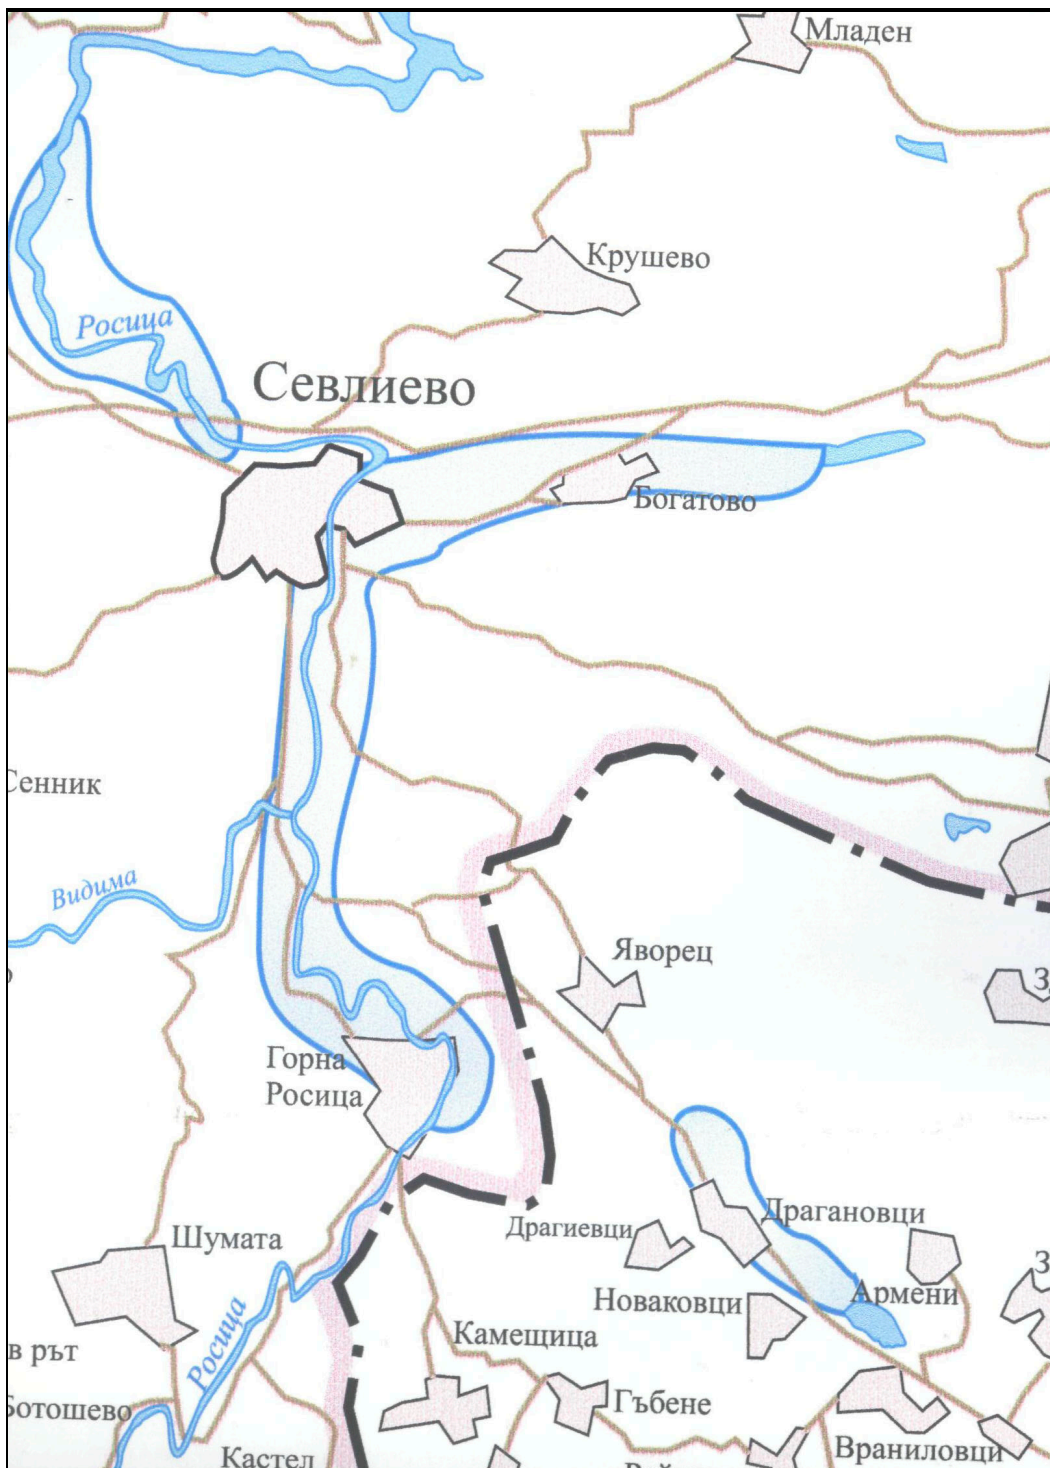 Младен
Крушево
Росица
Севлиево
Богатово
Сенник
Видима
Яворец
Горна
Росица
Драгиевци
Драгановци
Шумата
Новаковци
Армени
Росица
Камещица
в рът
Ботошево
Гъбене
Кастел
Враниловци